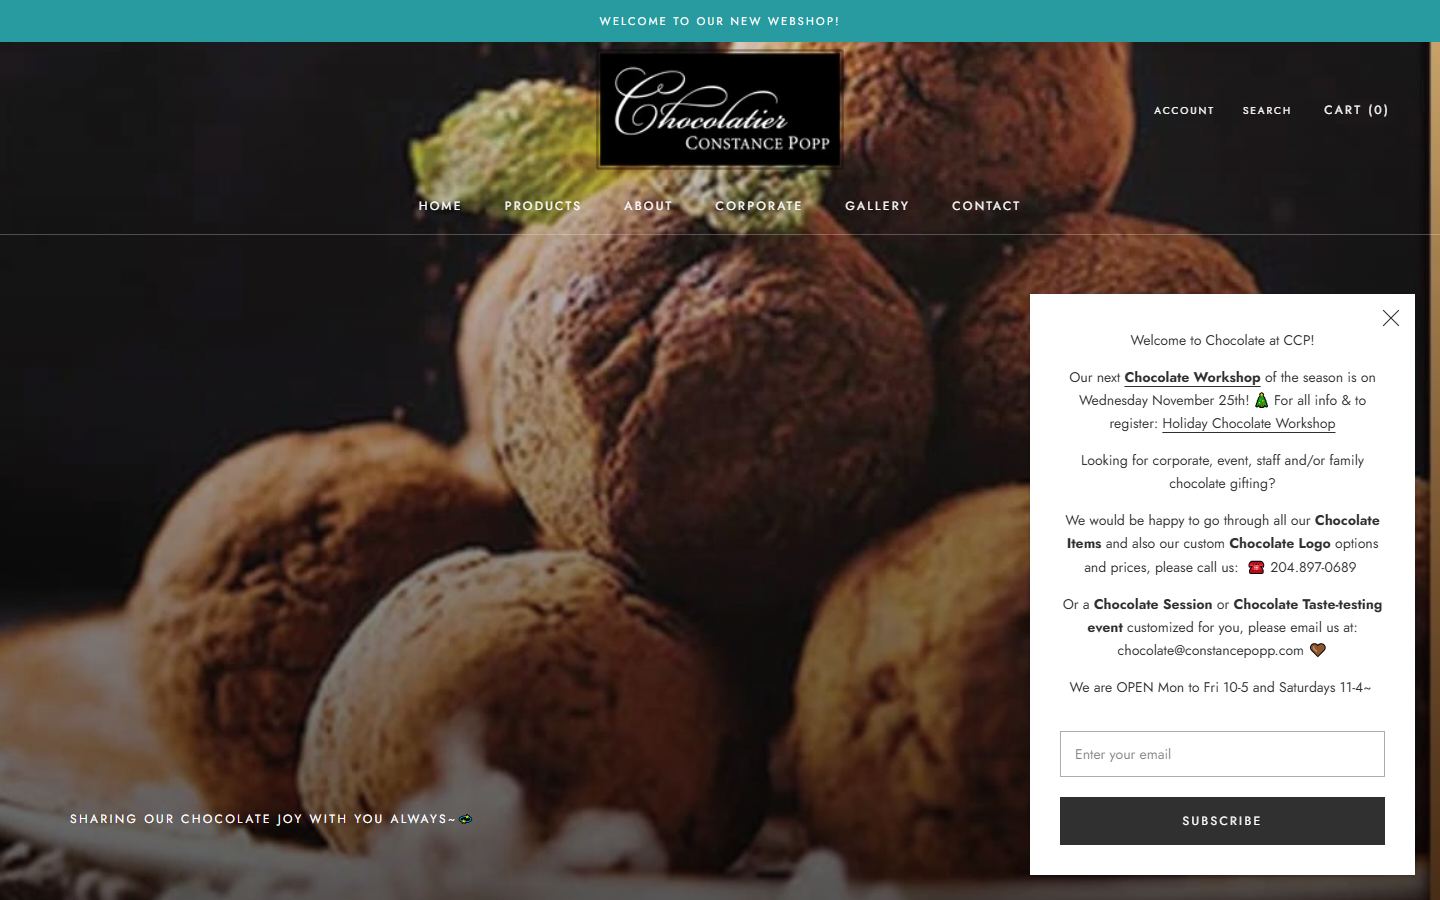 WELCOME TO OUR NEW WEBSHOP!
Chocolatier
CONSTANCE POPP
ACCOUNT
SEARCH
CART (0)
HOME
PRODUCTS
ABOUT
CORPORATE
GALLERY
CONTACT
Welcome to Chocolate at CCP!
Our next Chocolate Workshop of the season is on
Wednesday November 25th! 🎄 For all info & to
register: Holiday Chocolate Workshop
Looking for corporate, event, staff and/or family
chocolate gifting?
We would be happy to go through all our Chocolate
Items and also our custom Chocolate Logo options
and prices, please call us: ☎️ 204.897-0689
Or a Chocolate Session or Chocolate Taste-testing
event customized for you, please email us at:
chocolate@constancepopp.com 🤎
We are OPEN Mon to Fri 10-5 and Saturdays 11-4~
Enter your email
SUBSCRIBE
SHARING OUR CHOCOLATE JOY WITH YOU ALWAYS~